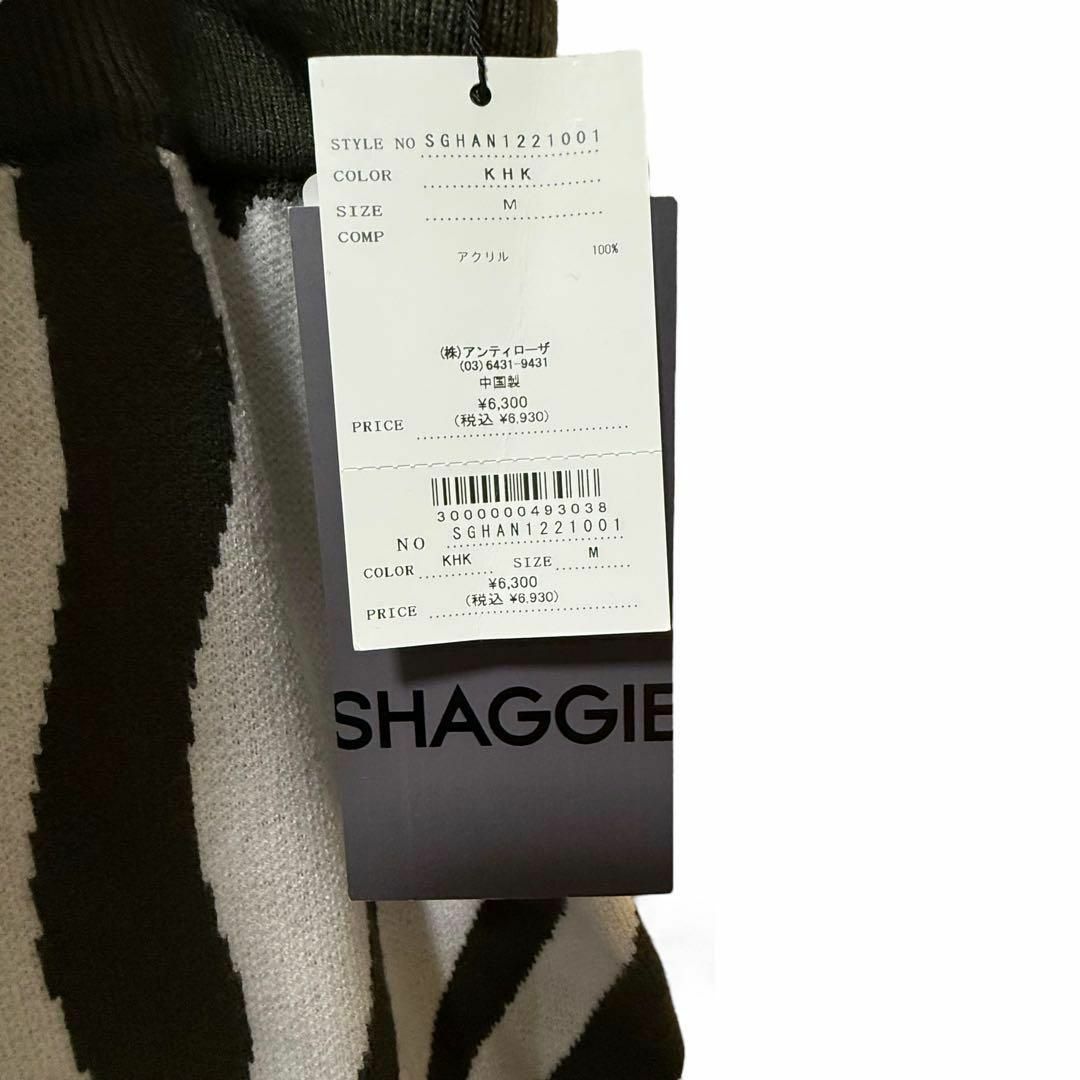 STYLE NO SGHAN1221001
COLOR KHK
SIZE M
COMP
アクリル 100%
(株)アンティローザ
(03)6431-9431
中国製
¥6,300
(税込 ¥6,930)
PRICE
3000000493038
NO SGHAN1221001
COLOR KHK SIZE M
¥6,300
(税込 ¥6,930)
PRICE
SHAGGIE